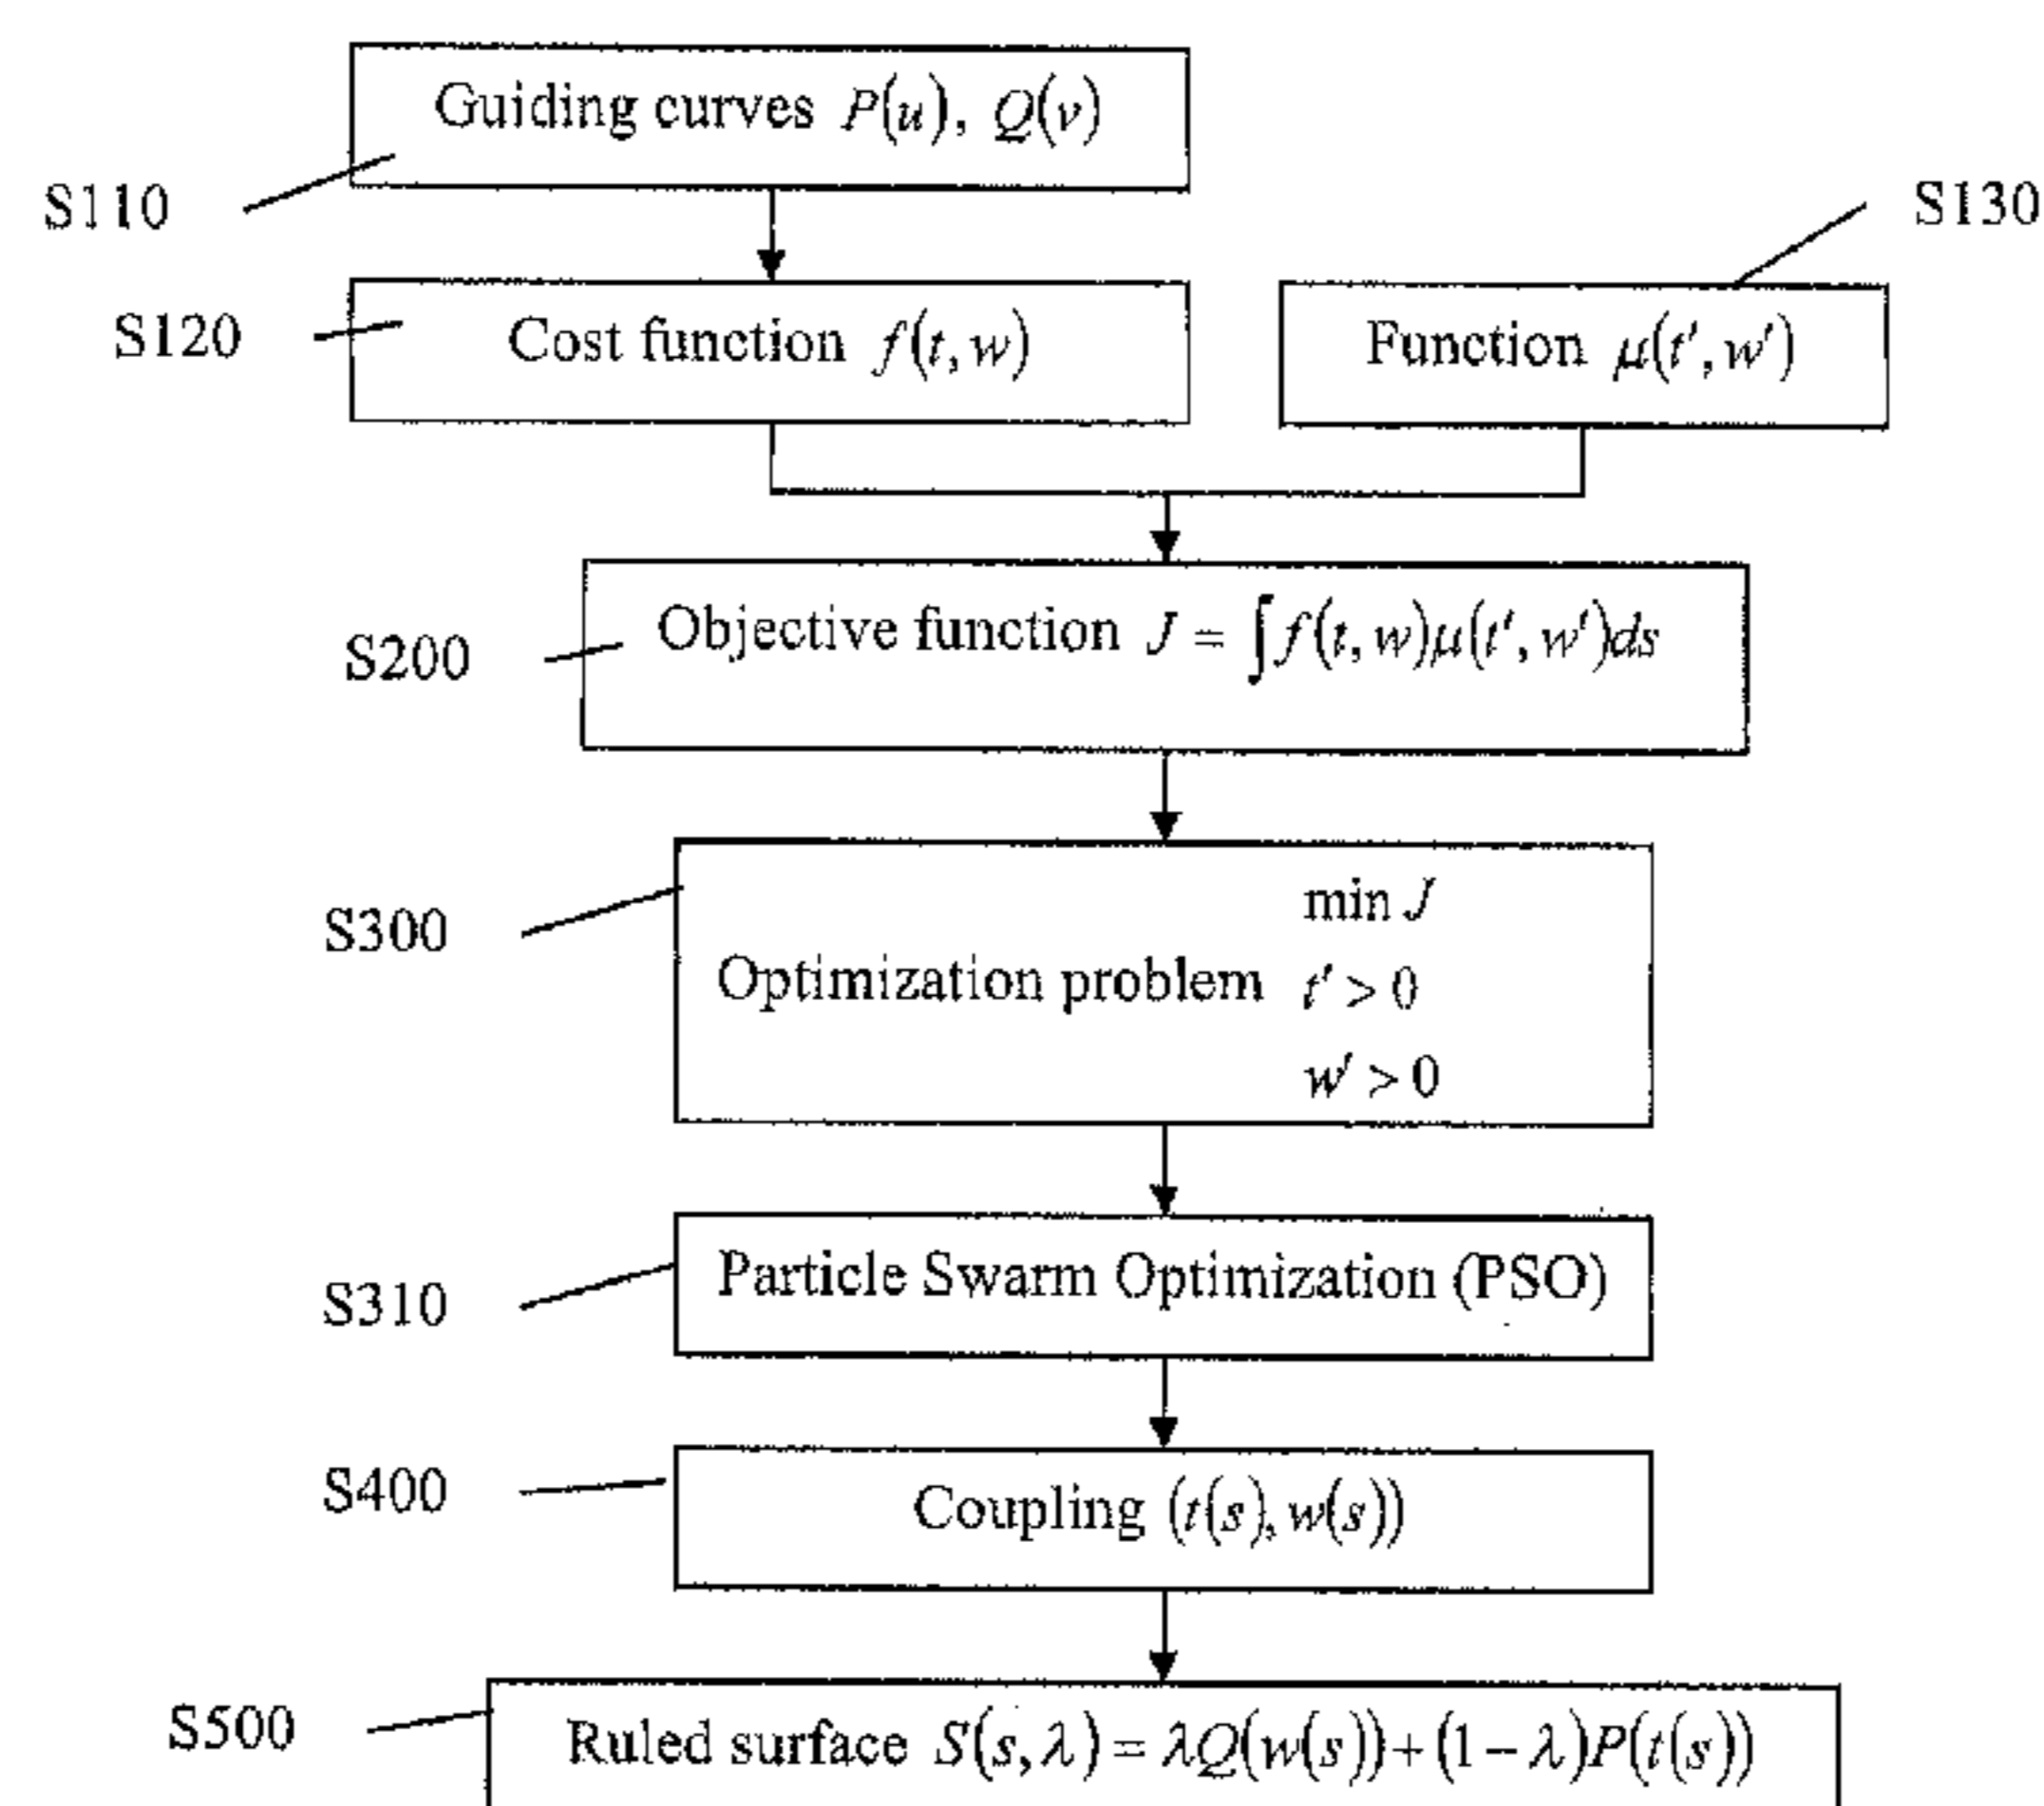 Guiding curves P(u), Q(v)
S110
S130
S120
Cost function f(t, w)
Function μ(t′, w′)
S200
Objective function J = ∫f(t, w)μ(t′, w′)ds
S300
min J
Optimization problem t′ > 0
w′ > 0
S310
Particle Swarm Optimization (PSO)
S400
Coupling (t(s), w(s))
S500
Ruled surface S(s, λ) = λQ(w(s)) + (1 − λ)P(t(s))